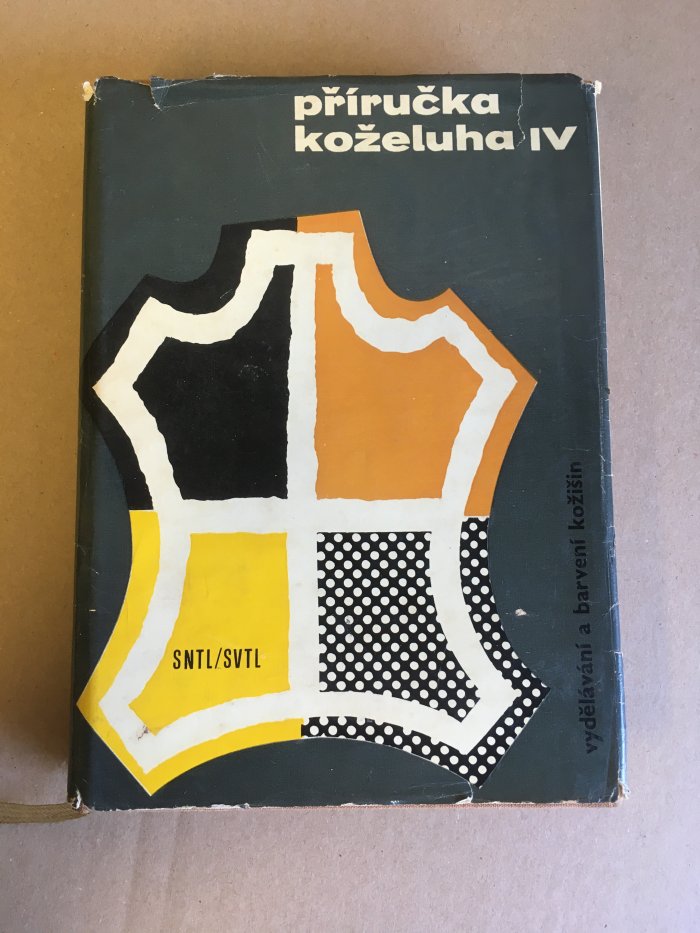 příručka
koželuha IV
vydělávání a barvení kožišin
SNTL/SVTL